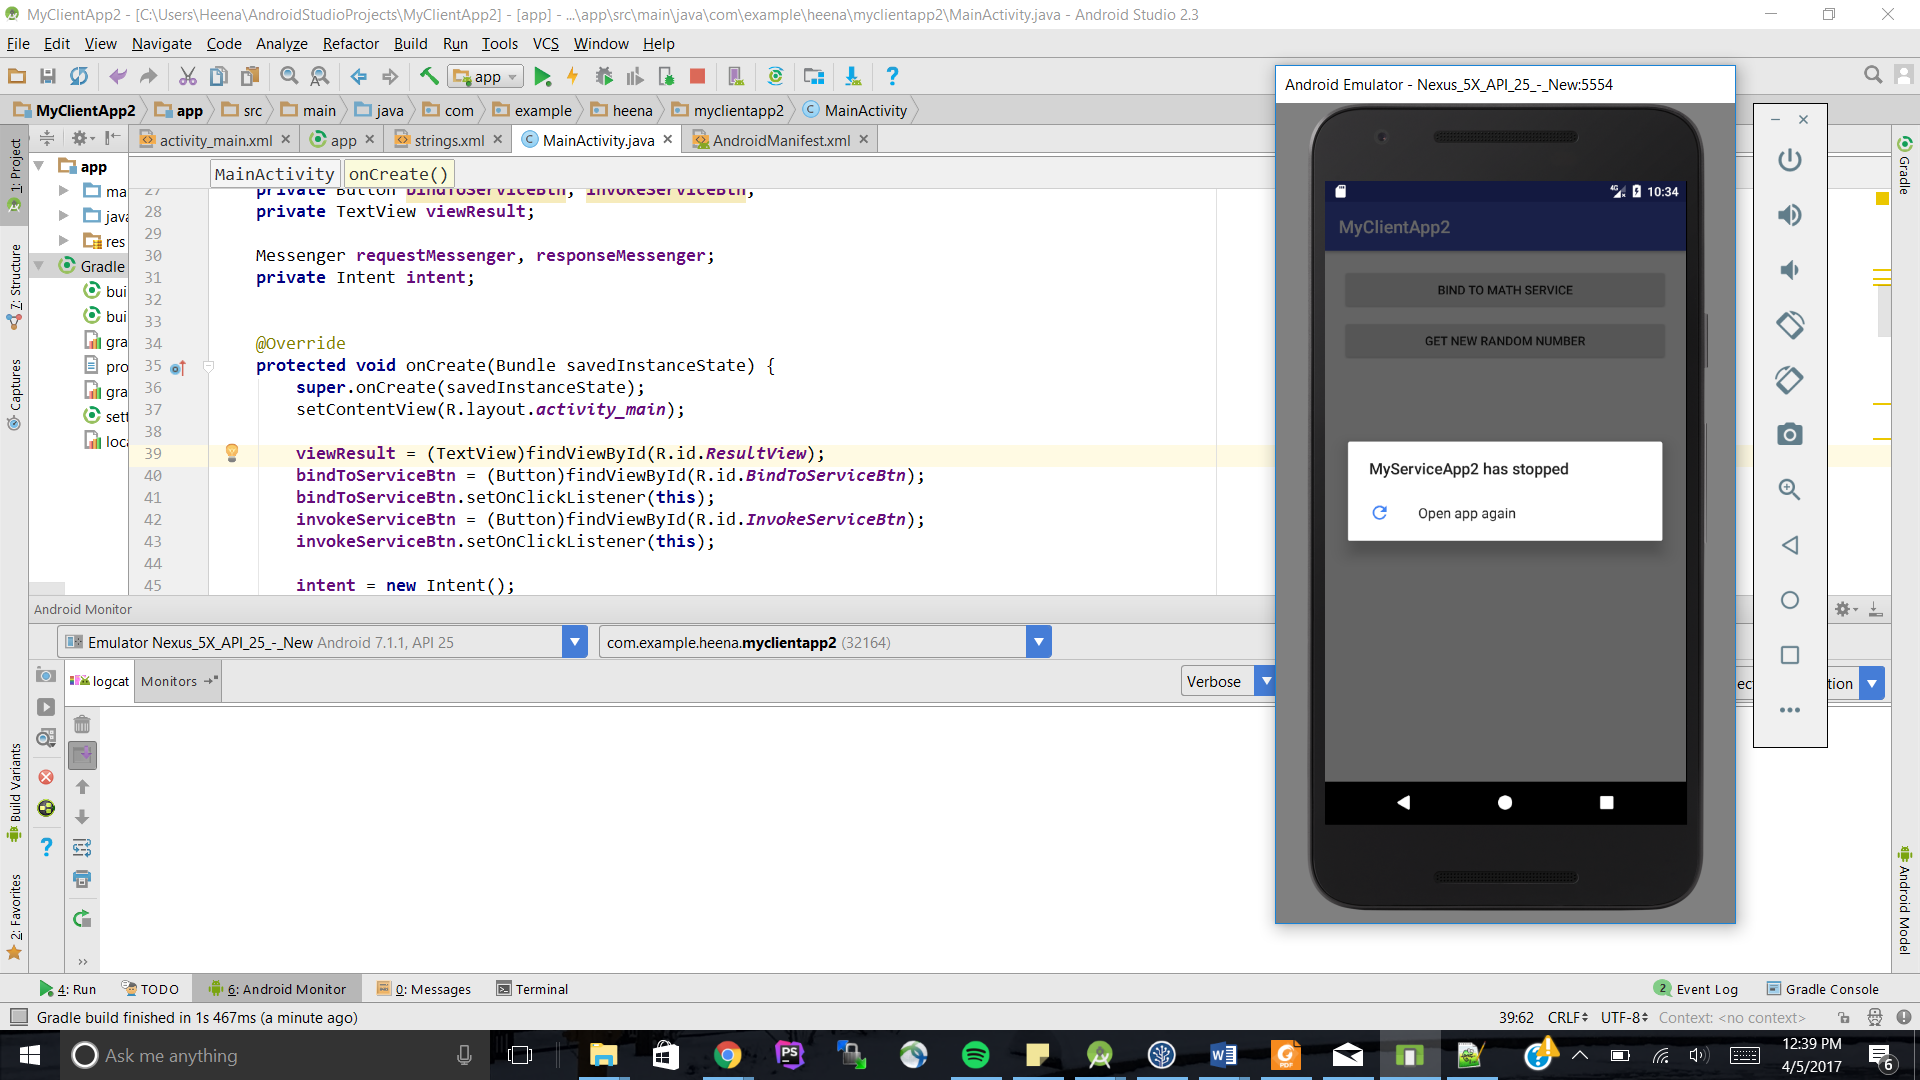 MyClientApp2 - [C:\Users\Heena\AndroidStudioProjects\MyClientApp2] - [app] - ...\app\src\main\java\com\example\heena\myclientapp2\MainActivity.java - Android Studio 2.3
File Edit View Navigate Code Analyze Refactor Build Run Tools VCS Window Help
app
MyClientApp2 app src main java com example heena myclientapp2 MainActivity
activity_main.xml app strings.xml MainActivity.java AndroidManifest.xml
1: Project
7: Structure
Captures
Build Variants
2: Favorites
app
ma
java
res
Gradle
bui
bui
gra
pro
gra
sett
loca
MainActivity onCreate()
27 private Button bindToServiceBtn, invokeServiceBtn;
28 private TextView viewResult;
29
30 Messenger requestMessenger, responseMessenger;
31 private Intent intent;
32
33
34 @Override
35 protected void onCreate(Bundle savedInstanceState) {
36 super.onCreate(savedInstanceState);
37 setContentView(R.layout.activity_main);
38
39 viewResult = (TextView)findViewById(R.id.ResultView);
40 bindToServiceBtn = (Button)findViewById(R.id.BindToServiceBtn);
41 bindToServiceBtn.setOnClickListener(this);
42 invokeServiceBtn = (Button)findViewById(R.id.InvokeServiceBtn);
43 invokeServiceBtn.setOnClickListener(this);
44
45 intent = new Intent();
Android Monitor
Emulator Nexus_5X_API_25_-_New Android 7.1.1, API 25
com.example.heena.myclientapp2 (32164)
logcat Monitors
Verbose
ec
tion
Android Emulator - Nexus_5X_API_25_-_New:5554
4G 10:34
MyClientApp2
BIND TO MATH SERVICE
GET NEW RANDOM NUMBER
MyServiceApp2 has stopped
Open app again
Gradle
Android Model
4: Run TODO 6: Android Monitor 0: Messages Terminal
2 Event Log Gradle Console
Gradle build finished in 1s 467ms (a minute ago)
39:62 CRLF UTF-8 Context: <no context>
Ask me anything
PS
W
PDF
12:39 PM
4/5/2017
6